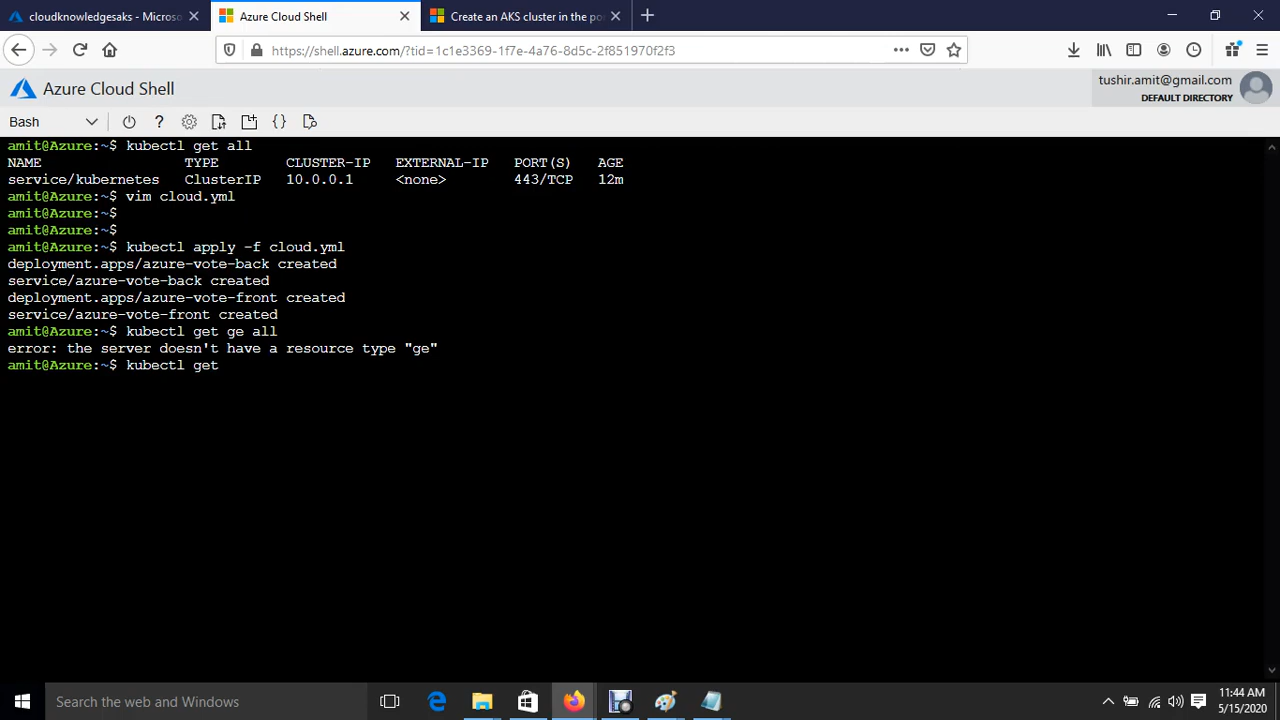 cloudknowledgesaks - Microso
Azure Cloud Shell
Create an AKS cluster in the po
https://shell.azure.com/?tid=1c1e3369-1f7e-4a76-8d5c-2f851970f2f3
Azure Cloud Shell
tushir.amit@gmail.com
DEFAULT DIRECTORY
Bash ? {}
amit@Azure:~$ kubectl get all
NAME TYPE CLUSTER-IP EXTERNAL-IP PORT(S) AGE
service/kubernetes ClusterIP 10.0.0.1 <none> 443/TCP 12m
amit@Azure:~$ vim cloud.yml
amit@Azure:~$
amit@Azure:~$
amit@Azure:~$ kubectl apply -f cloud.yml
deployment.apps/azure-vote-back created
service/azure-vote-back created
deployment.apps/azure-vote-front created
service/azure-vote-front created
amit@Azure:~$ kubectl get ge all
error: the server doesn't have a resource type "ge"
amit@Azure:~$ kubectl get
Search the web and Windows
11:44 AM
5/15/2020